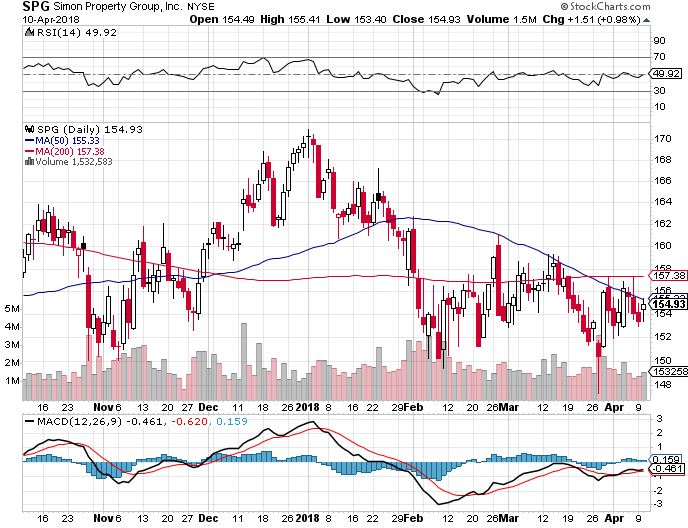 SPG Simon Property Group, Inc. NYSE © StockCharts.com
10-Apr-2018 Open 154.49 High 155.41 Low 153.40 Close 154.93 Volume 1.5M Chg +1.51 (+0.98%)
RSI(14) 49.92
90
70
49.92
30
10
SPG (Daily) 154.93
MA(50) 155.33
MA(200) 157.38
Volume 1,532,583
170
168
166
164
162
160
158
157.38
156
154.93
154
152
150
148
153258
5M
4M
3M
2M
1M
16 23 Nov 6 13 20 27 Dec 11 18 26 2018 8 16 22 29 Feb 12 20 26 Mar 12 19 26 Apr 9
MACD(12,26,9) -0.461, -0.620, 0.159
3
2
1
0.159
-0.461
-1
-2
-3
16 23 Nov 6 13 20 27 Dec 11 18 26 2018 8 16 22 29 Feb 12 20 26 Mar 12 19 26 Apr 9